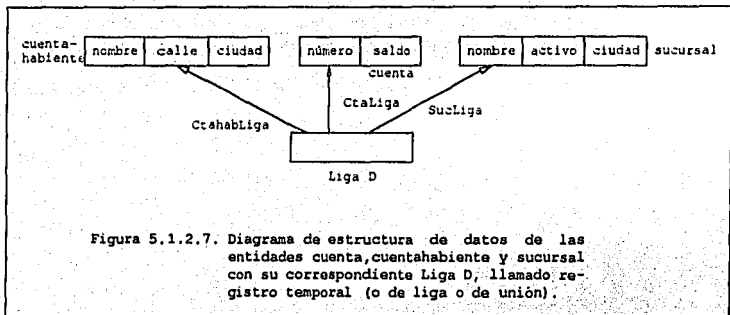 cuenta-
habiente
nombre calle ciudad
número saldo
cuenta
nombre activo ciudad
sucursal
CtahabLiga
CtaLiga
SucLiga
Liga D
Figura 5.1.2.7. Diagrama de estructura de datos de las
entidades cuenta,cuentahabiente y sucursal
con su correspondiente Liga D, llamado re-
gistro temporal (o de liga o de unión).